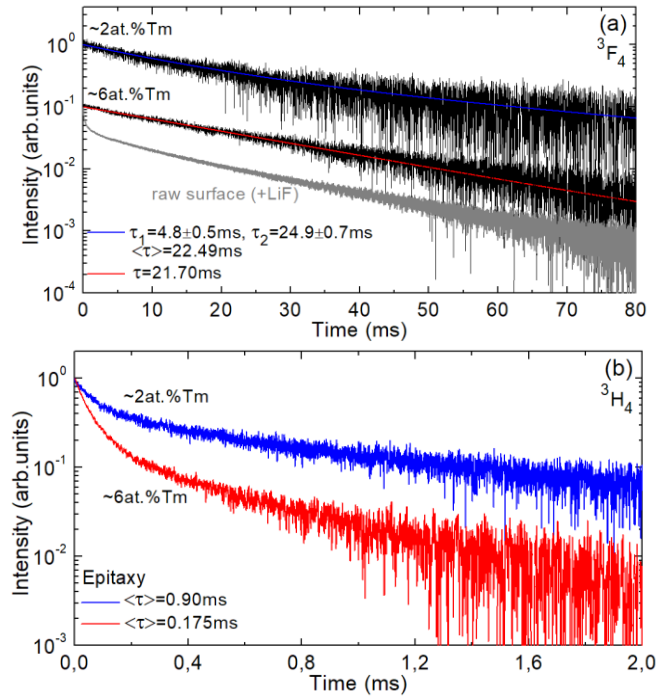 (a)
³F₄
~2at.%Tm
~6at.%Tm
raw surface (+LiF)
τ₁=4.8±0.5ms, τ₂=24.9±0.7ms
⟨τ⟩=22.49ms
τ=21.70ms
Intensity (arb.units)
10¹
10⁰
10⁻¹
10⁻²
10⁻³
10⁻⁴
0 10 20 30 40 50 60 70 80
Time (ms)
(b)
³H₄
~2at.%Tm
~6at.%Tm
Epitaxy
⟨τ⟩=0.90ms
⟨τ⟩=0.175ms
Intensity (arb.units)
10⁰
10⁻¹
10⁻²
10⁻³
0,0 0,4 0,8 1,2 1,6 2,0
Time (ms)